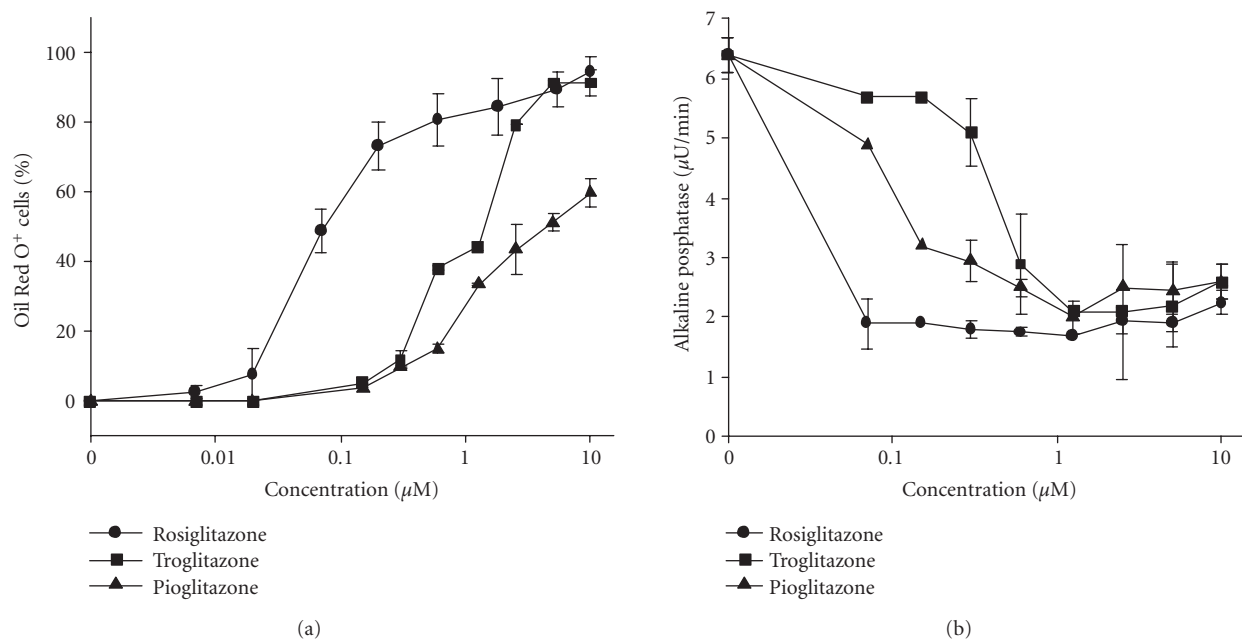 Oil Red O⁺ cells (%)
100
80
60
40
20
0
0
0.01
0.1
1
10
Concentration (μM)
Rosiglitazone
Troglitazone
Pioglitazone
(a)
Alkaline posphatase (μU/min)
7
6
5
4
3
2
1
0
0
0.1
1
10
Concentration (μM)
Rosiglitazone
Troglitazone
Pioglitazone
(b)